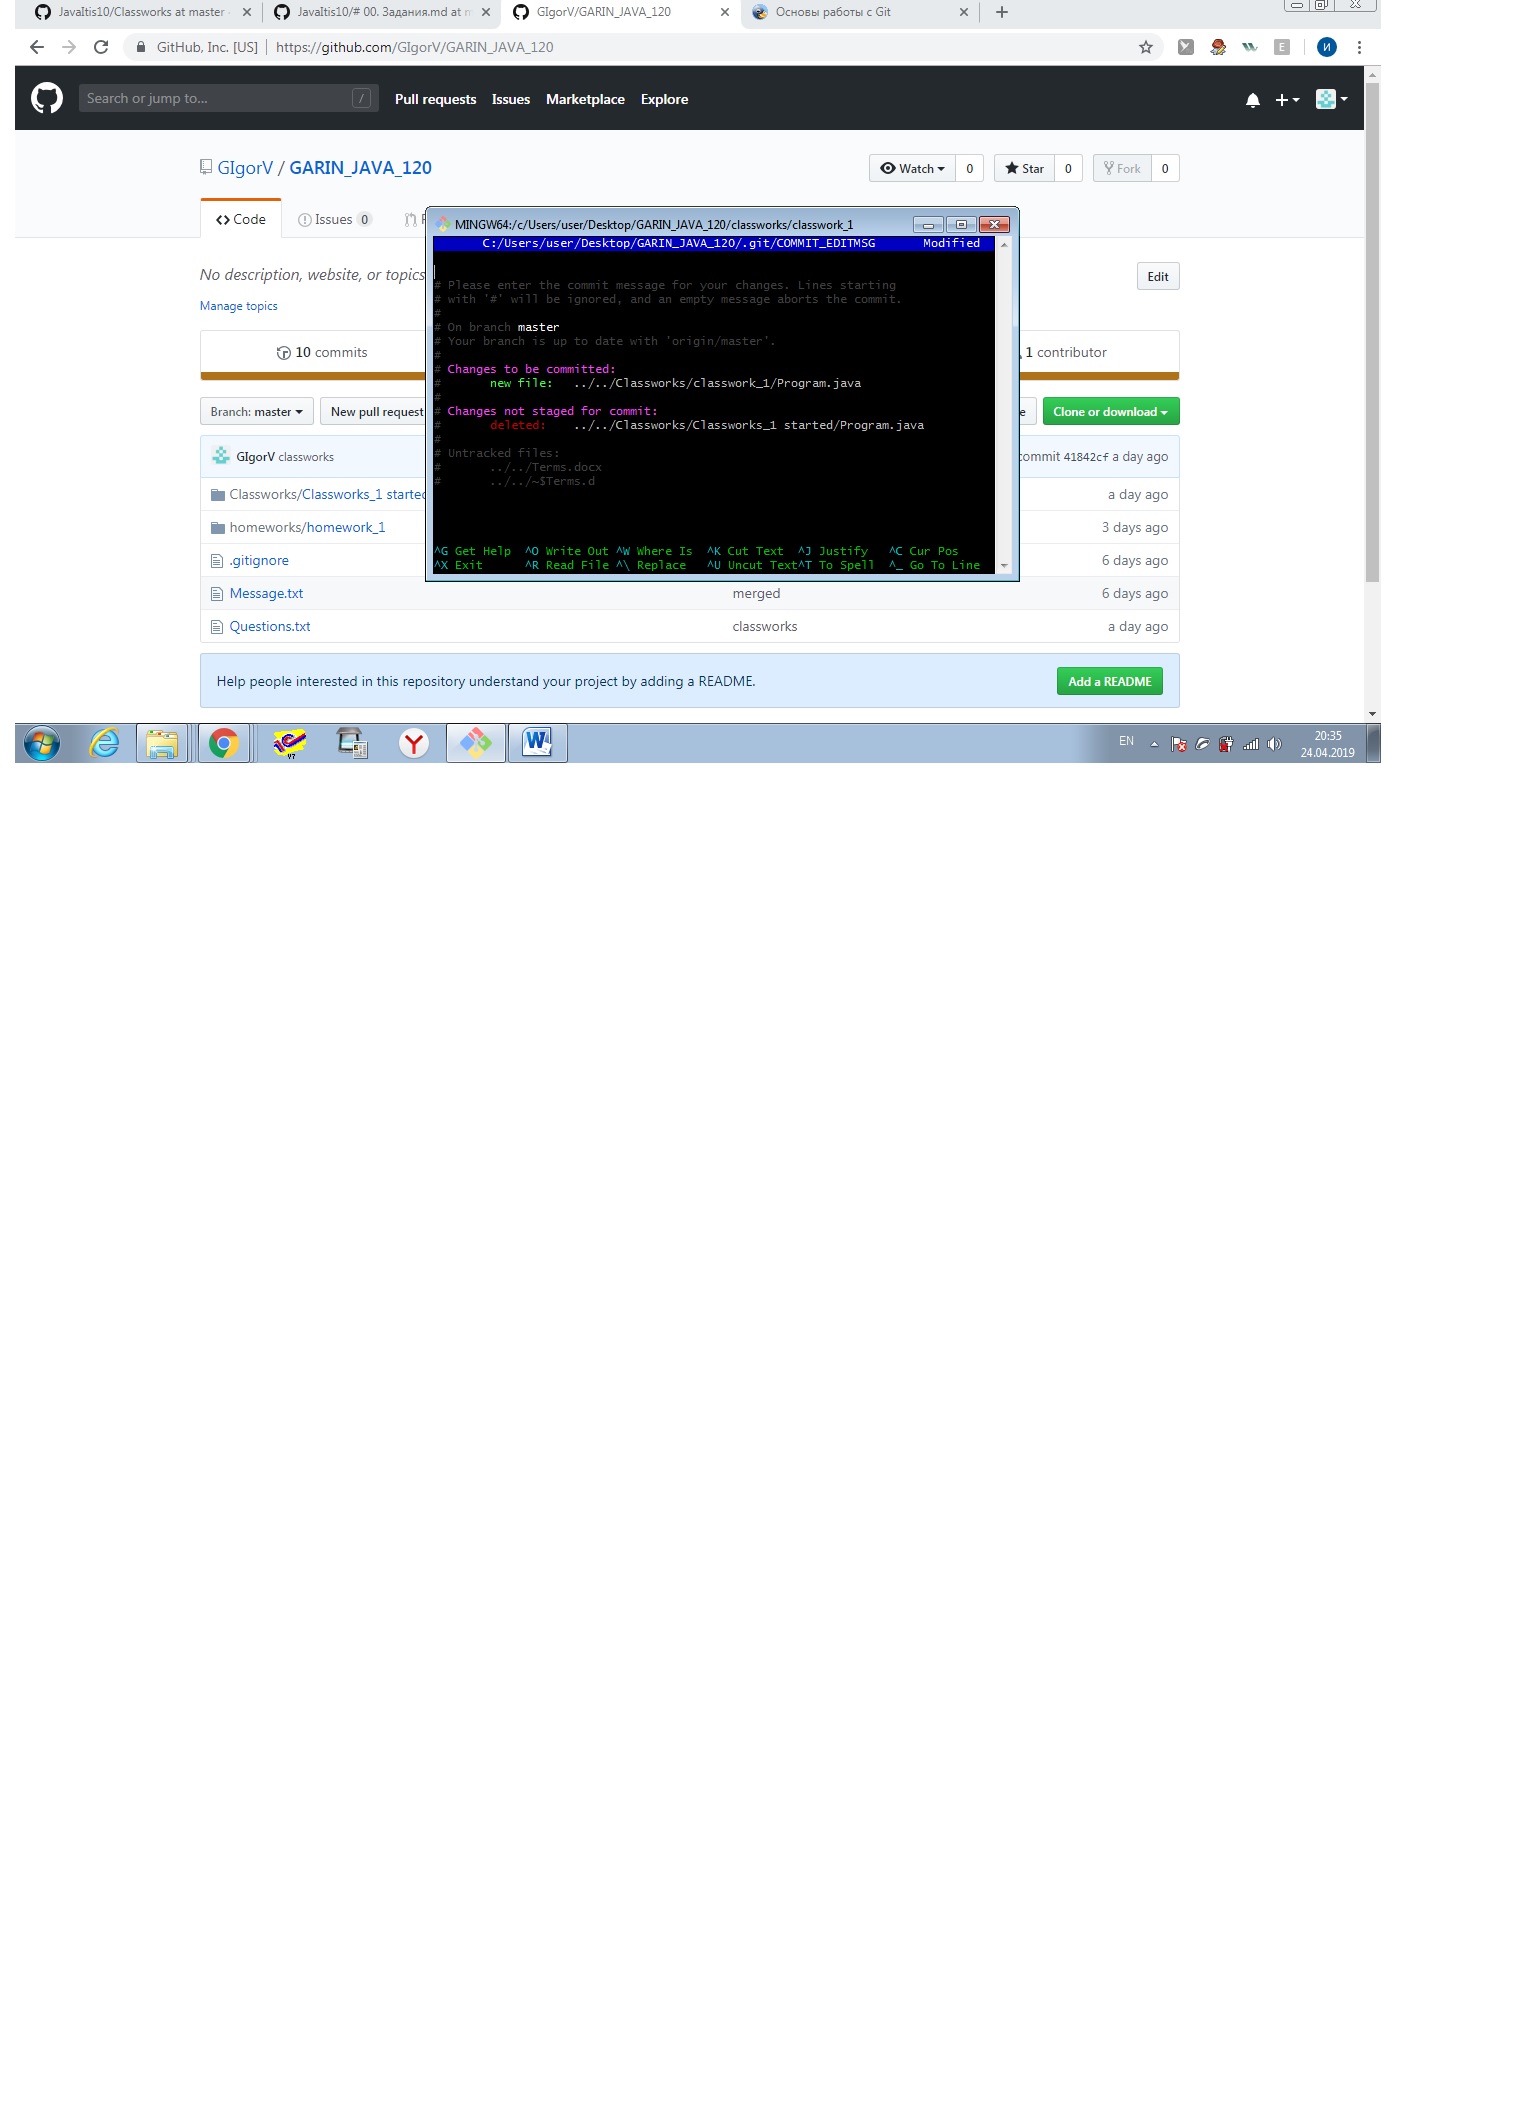 JavaItis10/Classworks at master
JavaItis10/# 00. Задания.md at m
GIgorV/GARIN_JAVA_120
Основы работы с Git
GitHub, Inc. [US] | https://github.com/GIgorV/GARIN_JAVA_120
И
Search or jump to... /
Pull requests Issues Marketplace Explore
GIgorV / GARIN_JAVA_120
Watch 0 Star 0 Fork 0
Code Issues 0
MINGW64:/c/Users/user/Desktop/GARIN_JAVA_120/classworks/classwork_1
C:/Users/user/Desktop/GARIN_JAVA_120/.git/COMMIT_EDITMSG Modified
# Please enter the commit message for your changes. Lines starting
# with '#' will be ignored, and an empty message aborts the commit.
#
# On branch master
# Your branch is up to date with 'origin/master'.
#
# Changes to be committed:
# new file: ../../Classworks/classwork_1/Program.java
#
# Changes not staged for commit:
# deleted: ../../Classworks/Classworks_1 started/Program.java
#
# Untracked files:
# ../../Terms.docx
# ../../~$Terms.d
^G Get Help ^O Write Out ^W Where Is ^K Cut Text ^J Justify ^C Cur Pos
^X Exit ^R Read File ^\ Replace ^U Uncut Text ^T To Spell ^_ Go To Line
No description, website, or topics
Edit
Manage topics
10 commits
1 contributor
Branch: master New pull request
Clone or download
GIgorV classworks
commit 41842cf a day ago
Classworks/Classworks_1 started a day ago
homeworks/homework_1 3 days ago
.gitignore 6 days ago
Message.txt merged 6 days ago
Questions.txt classworks a day ago
Help people interested in this repository understand your project by adding a README.
Add a README
EN
20:35
24.04.2019